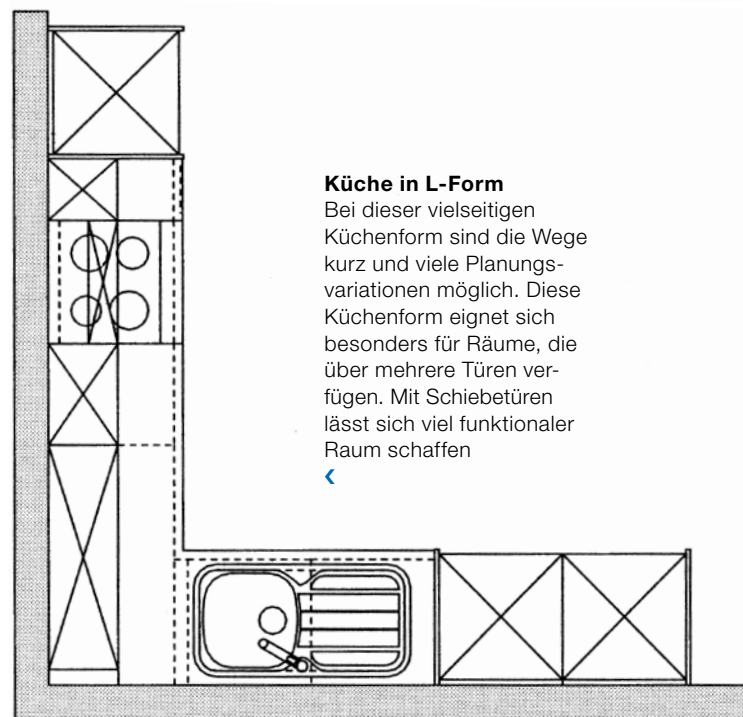 Küche in L-Form
Bei dieser vielseitigen
Küchenform sind die Wege
kurz und viele Planungs-
variationen möglich. Diese
Küchenform eignet sich
besonders für Räume, die
über mehrere Türen ver-
fügen. Mit Schiebetüren
lässt sich viel funktionaler
Raum schaffen
‹